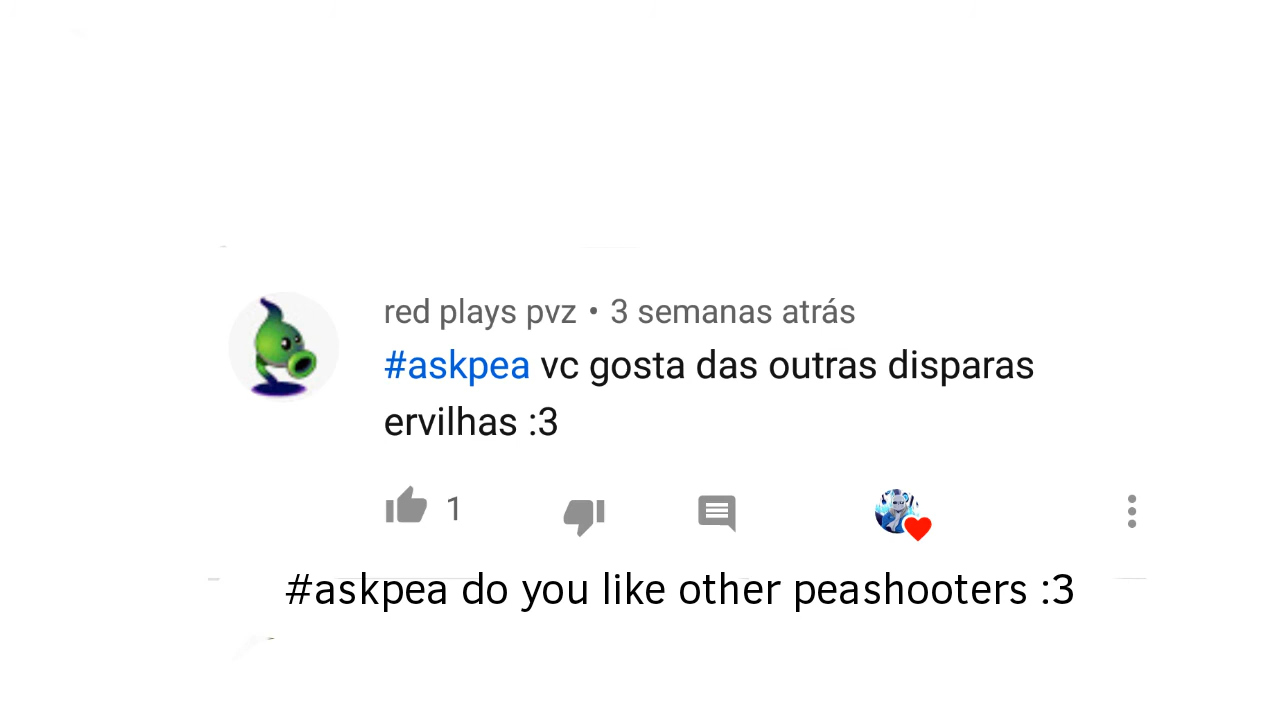 red plays pvz • 3 semanas atrás
#askpea vc gosta das outras disparas
ervilhas :3
1
#askpea do you like other peashooters :3